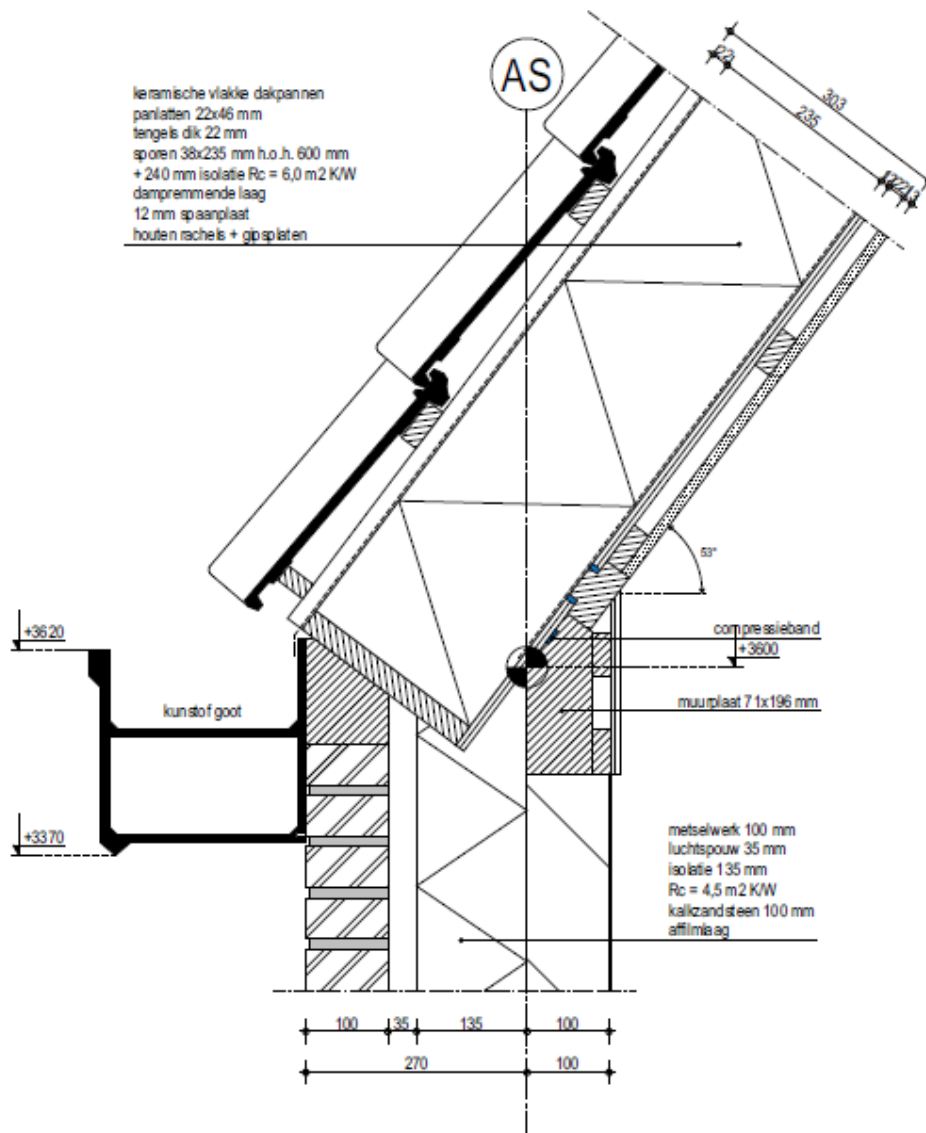 AS
keramische vlakke dakpannen
panlatten 22x46 mm
tengels dik 22 mm
sporen 38x235 mm h.o.h. 600 mm
+ 240 mm isolatie Rc = 6,0 m2 K/W
dampremmende laag
12 mm spaanplaat
houten rachels + gipsplaten
22
303
235
53°
+3620
compressieband
+3600
kunstof goot
muurplaat 71x196 mm
+3370
metselwerk 100 mm
luchtspouw 35 mm
isolatie 135 mm
Rc = 4,5 m2 K/W
kalkzandsteen 100 mm
affilmlaag
100 35 135 100
270 100